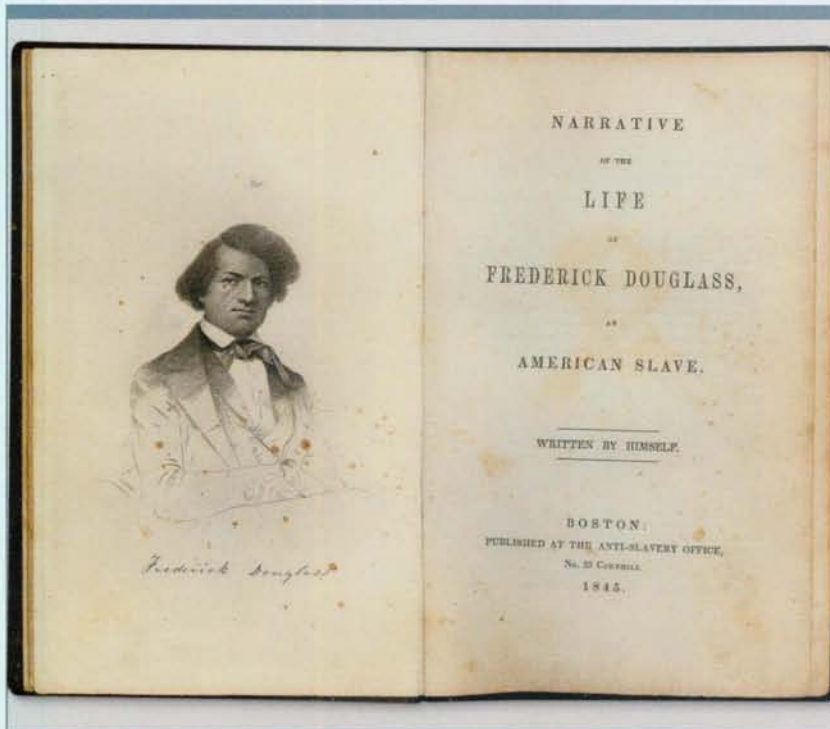 Frederick Douglass
NARRATIVE
OF THE
LIFE
OF
FREDERICK DOUGLASS,
AN
AMERICAN SLAVE.
WRITTEN BY HIMSELF.
BOSTON:
PUBLISHED AT THE ANTI-SLAVERY OFFICE,
No. 25 CORNHILL
1845.